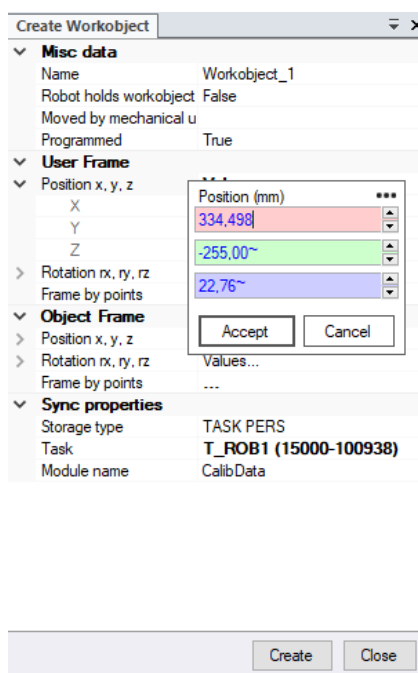 Create Workobject
Misc data
Name Workobject_1
Robot holds workobject False
Moved by mechanical u
Programmed True
User Frame
Position x, y, z
Position (mm) •••
X 334,498
Y
Z -255,00~
Rotation rx, ry, rz 22,76~
Frame by points
Object Frame Accept Cancel
Position x, y, z
Rotation rx, ry, rz Values...
Frame by points ...
Sync properties
Storage type TASK PERS
Task T_ROB1 (15000-100938)
Module name CalibData
Create Close